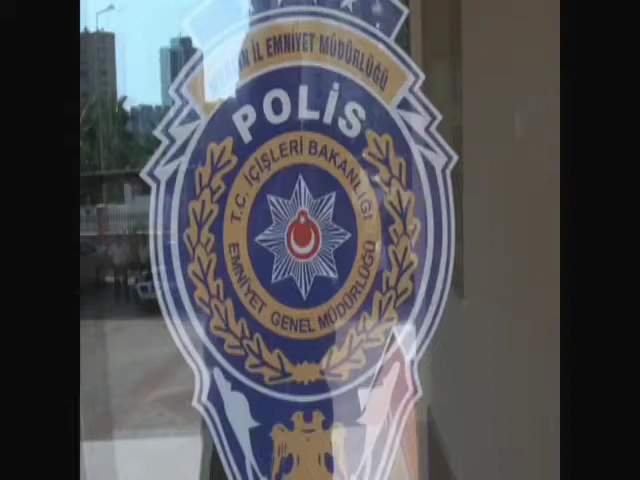 İL EMNİYET MÜDÜRLÜĞÜ
POLİS
T.C. İÇİŞLERİ BAKANLIĞI
EMNİYET GENEL MÜDÜRLÜĞÜ